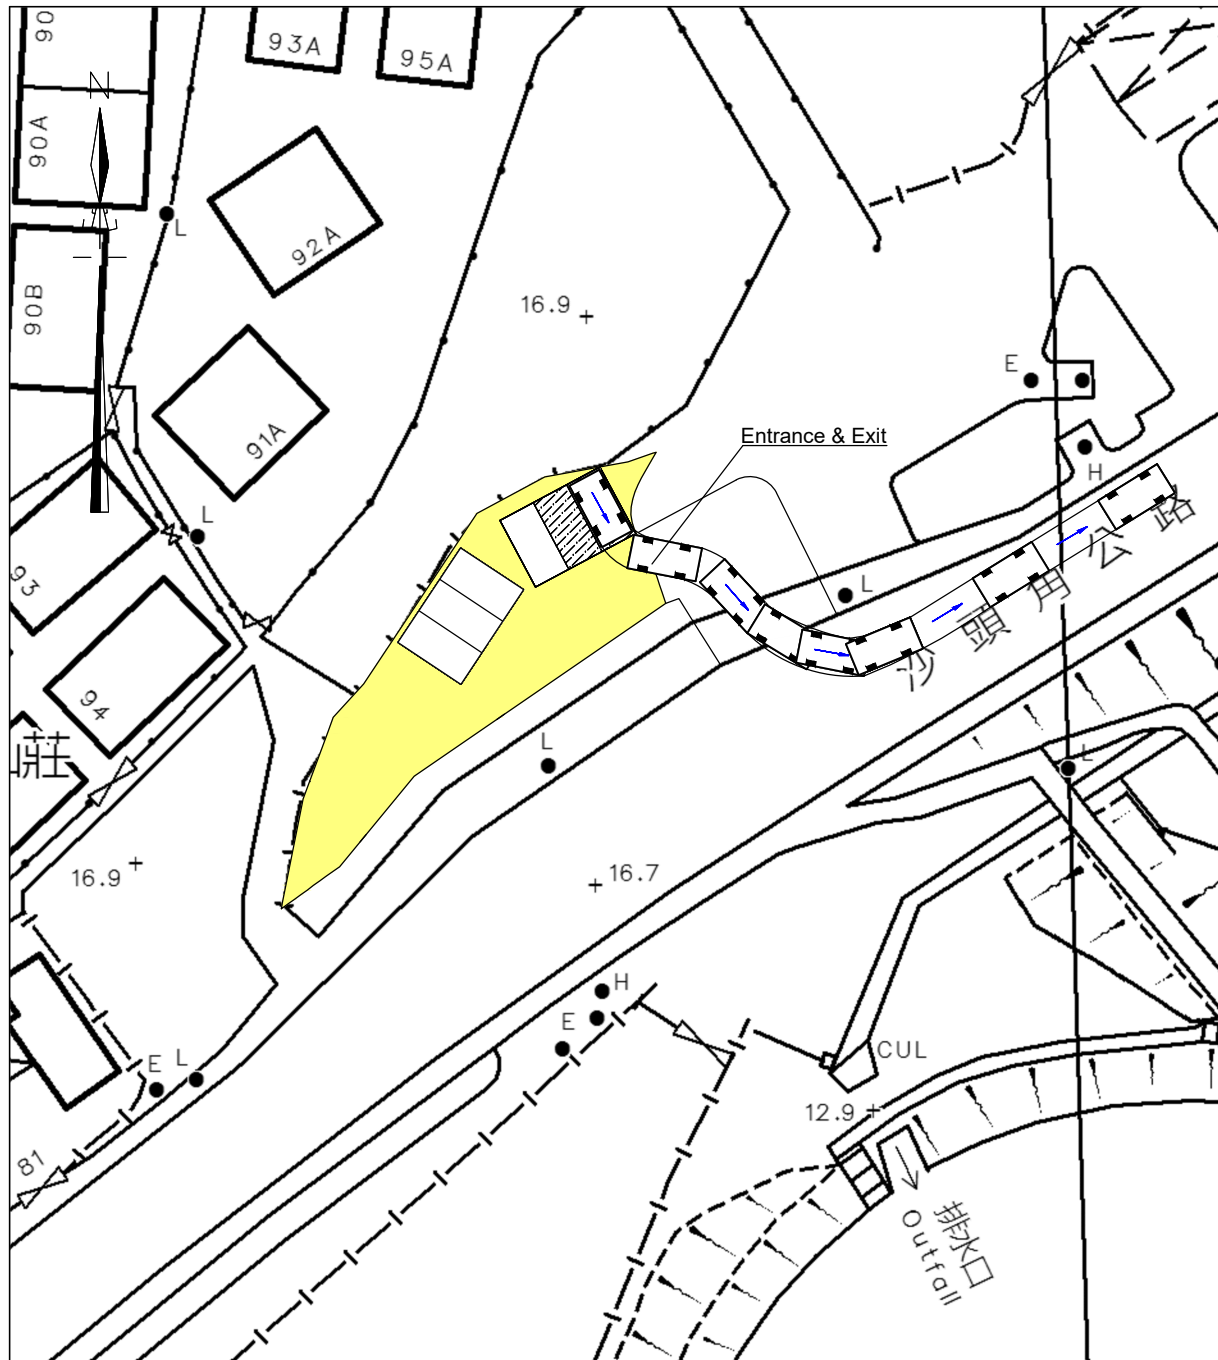 90
93A
95A
90A
N
L
92A
90B
16.9
E
91A
Entrance & Exit
H
L
93
L
沙頭角公路
94
L
L
莊
16.9
16.7
H
E
E L
CUL
12.9
81
排水口
Outfall